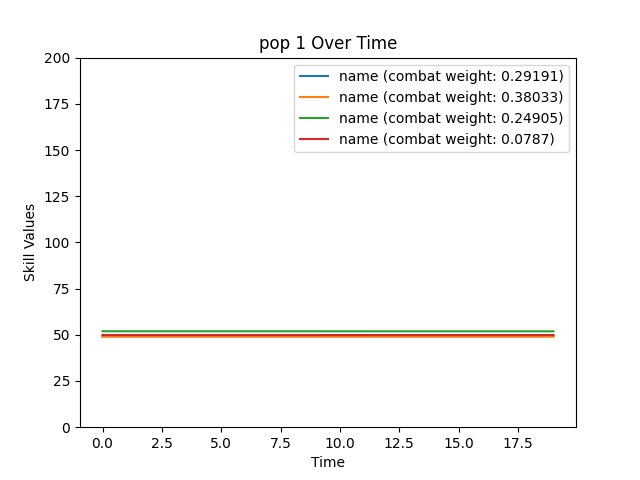 pop 1 Over Time
name (combat weight: 0.29191)
name (combat weight: 0.38033)
name (combat weight: 0.24905)
name (combat weight: 0.0787)
200
175
150
125
100
75
50
25
0
Skill Values
0.0 2.5 5.0 7.5 10.0 12.5 15.0 17.5
Time